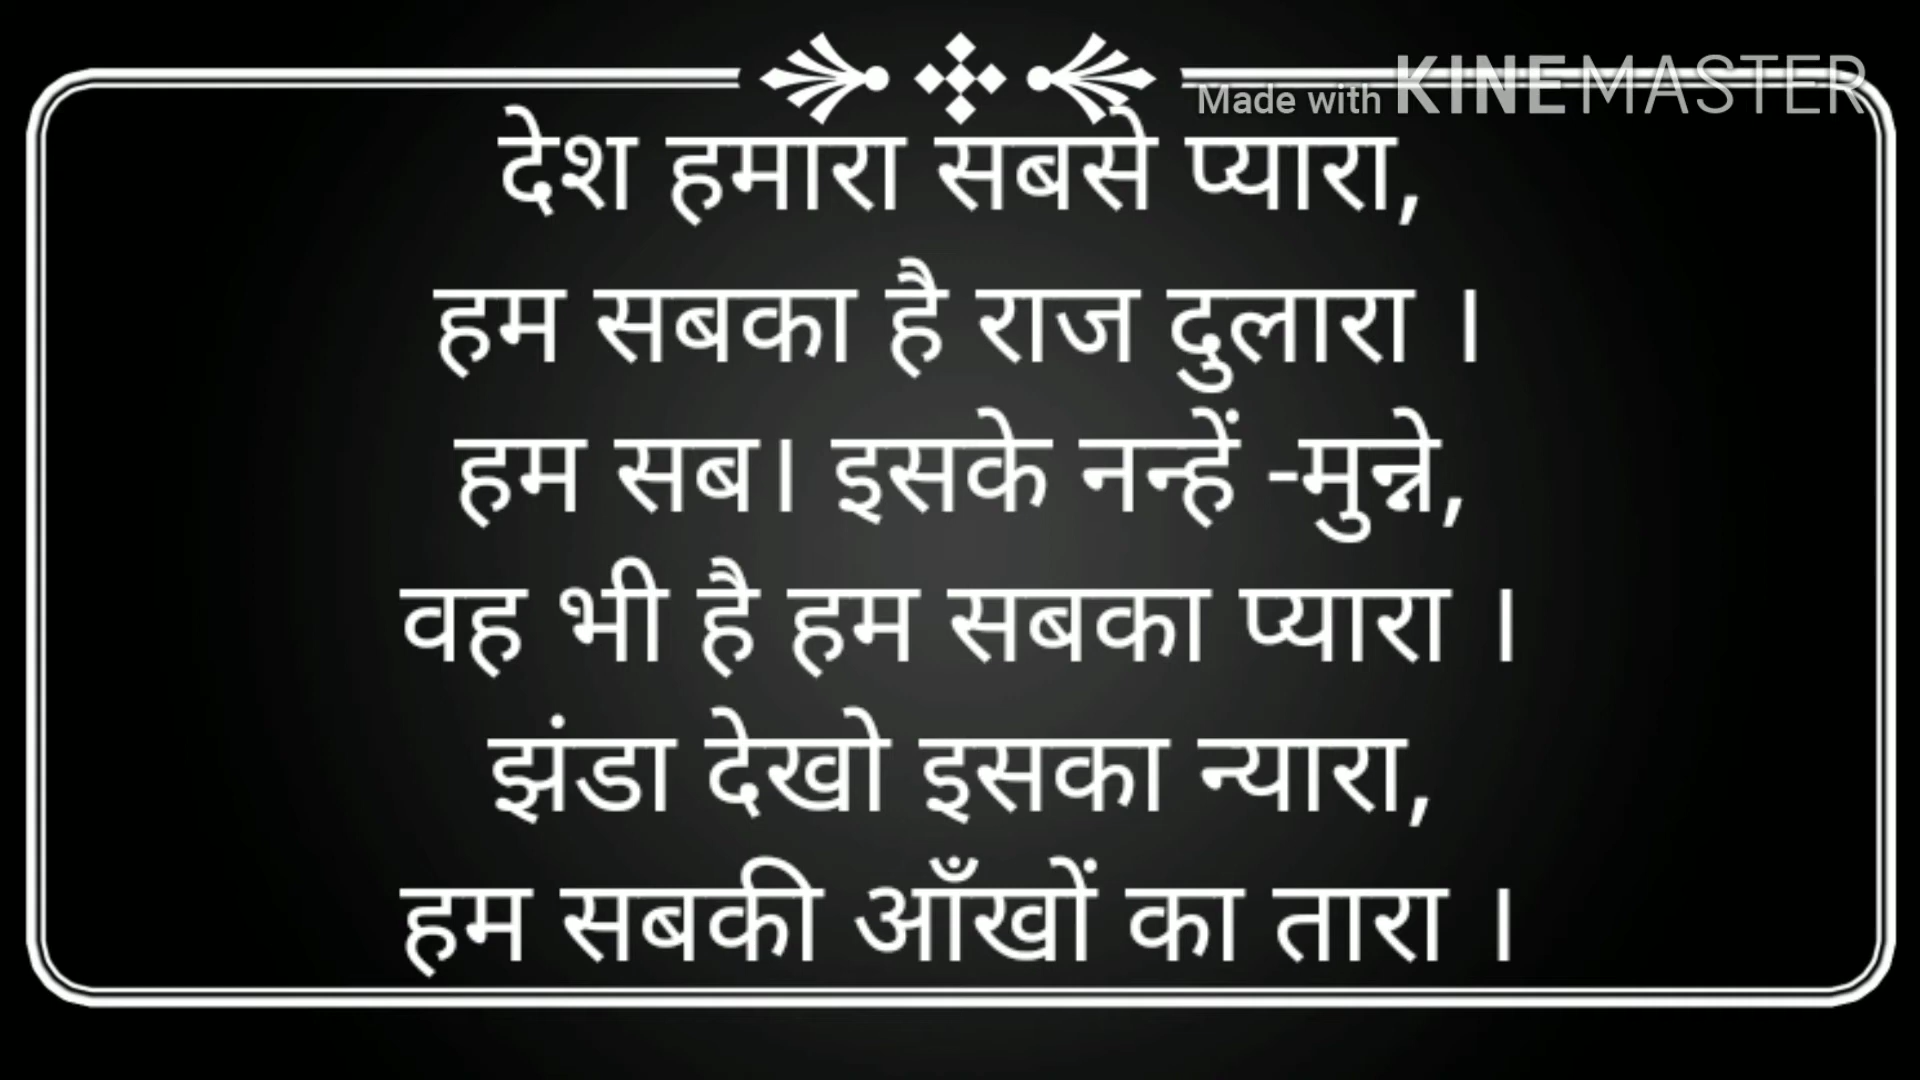 Made with KINEMASTER
देश हमारा सबसे प्यारा,
हम सबका है राज दुलारा ।
हम सब। इसके नन्हें -मुन्ने,
वह भी है हम सबका प्यारा ।
झंडा देखो इसका न्यारा,
हम सबकी आँखों का तारा ।